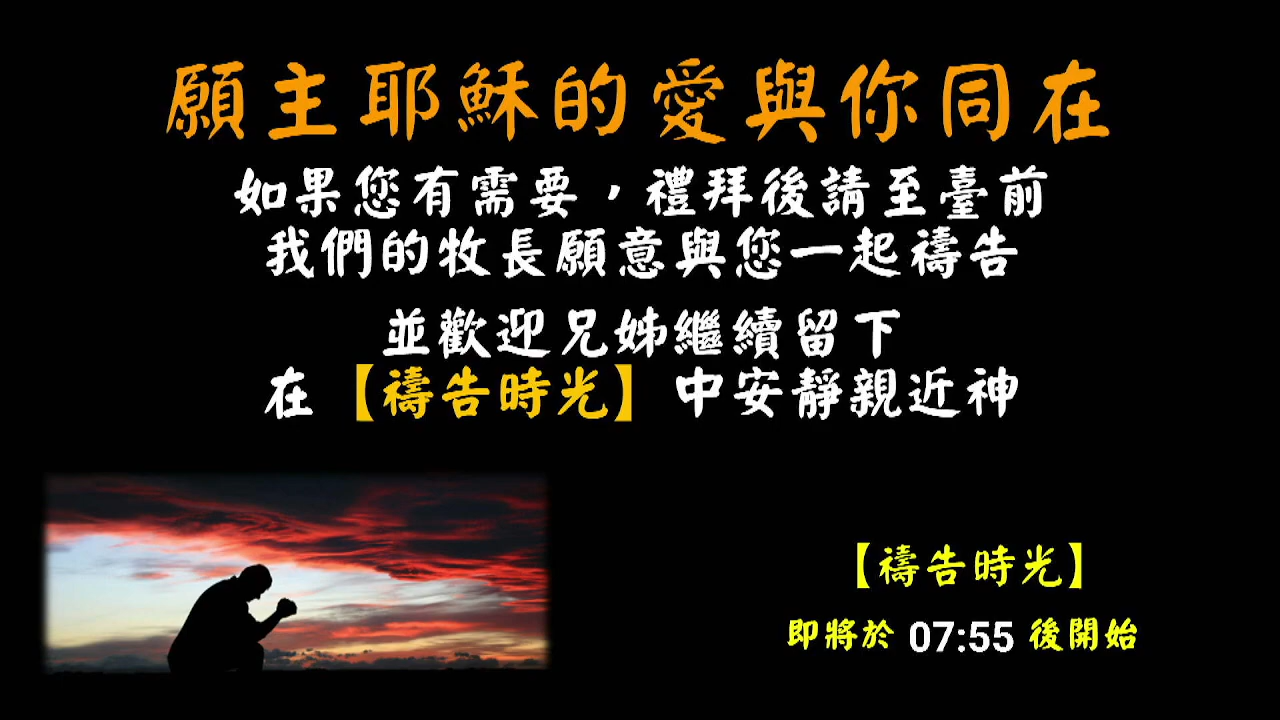 願主耶穌的愛與你同在
如果您有需要，禮拜後請至臺前
我們的牧長願意與您一起禱告
並歡迎兄姊繼續留下
在【禱告時光】中安靜親近神
【禱告時光】
即將於 07:55 後開始